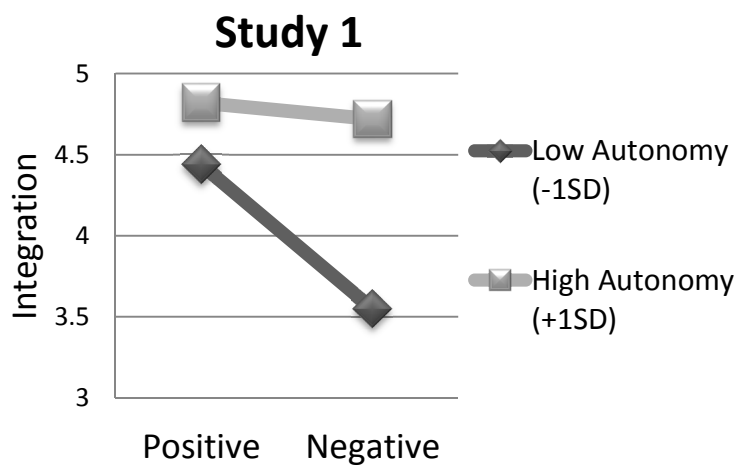 Study 1
5
4.5
4
3.5
3
Integration
Positive Negative
Low Autonomy
(-1SD)
High Autonomy
(+1SD)